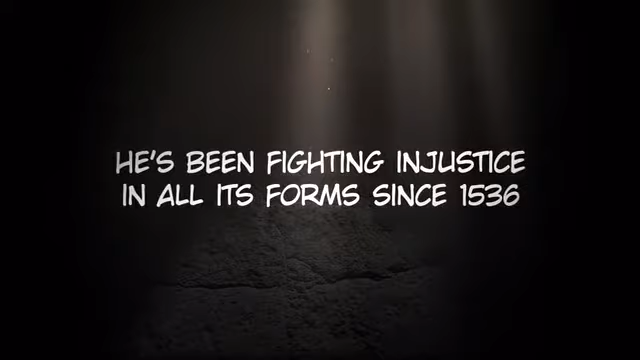 HE'S BEEN FIGHTING INJUSTICE
IN ALL ITS FORMS SINCE 1536